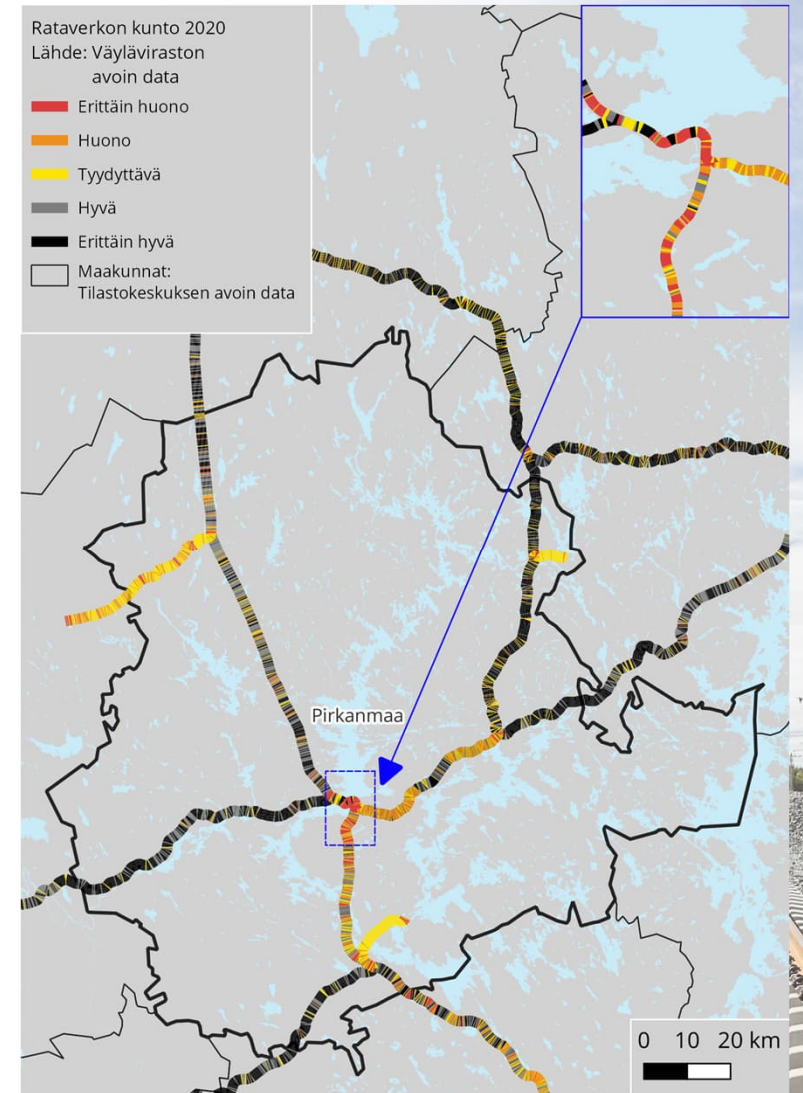 Rataverkon kunto 2020
Lähde: Väyläviraston
avoin data
Erittäin huono
Huono
Tyydyttävä
Hyvä
Erittäin hyvä
Maakunnat:
Tilastokeskuksen avoin data
Pirkanmaa
0 10 20 km